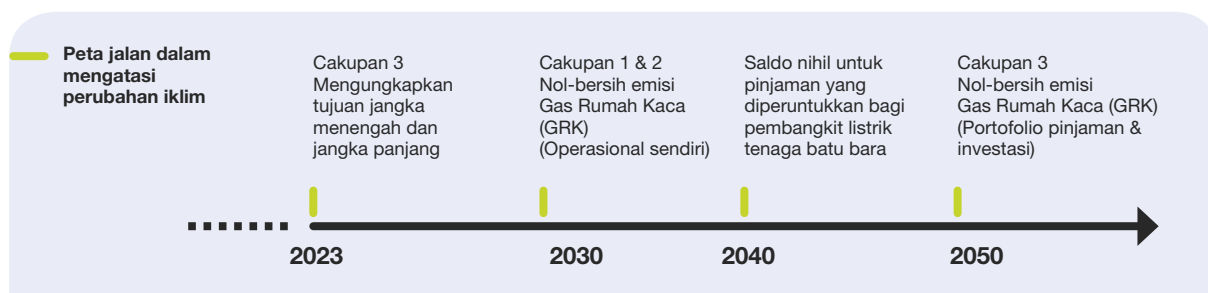 Peta jalan dalam
mengatasi
perubahan iklim
Cakupan 3
Mengungkapkan
tujuan jangka
menengah dan
jangka panjang
Cakupan 1 & 2
Nol-bersih emisi
Gas Rumah Kaca
(GRK)
(Operasional sendiri)
Saldo nihil untuk
pinjaman yang
diperuntukkan bagi
pembangkit listrik
tenaga batu bara
Cakupan 3
Nol-bersih emisi
Gas Rumah Kaca (GRK)
(Portofolio pinjaman &
investasi)
2023
2030
2040
2050